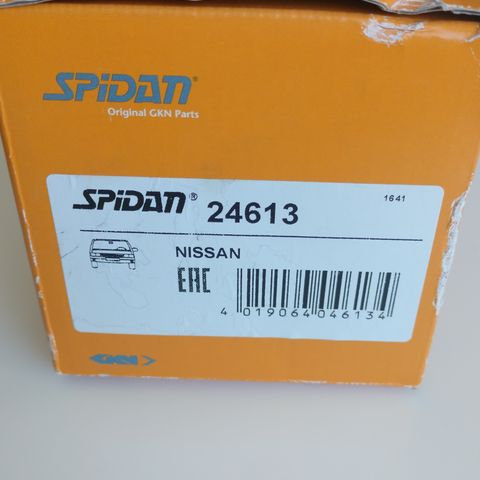 SPiDAN®
Original GKN Parts
SPiDAN® 24613
1641
NISSAN
EAC
4 019064 046134
GKN